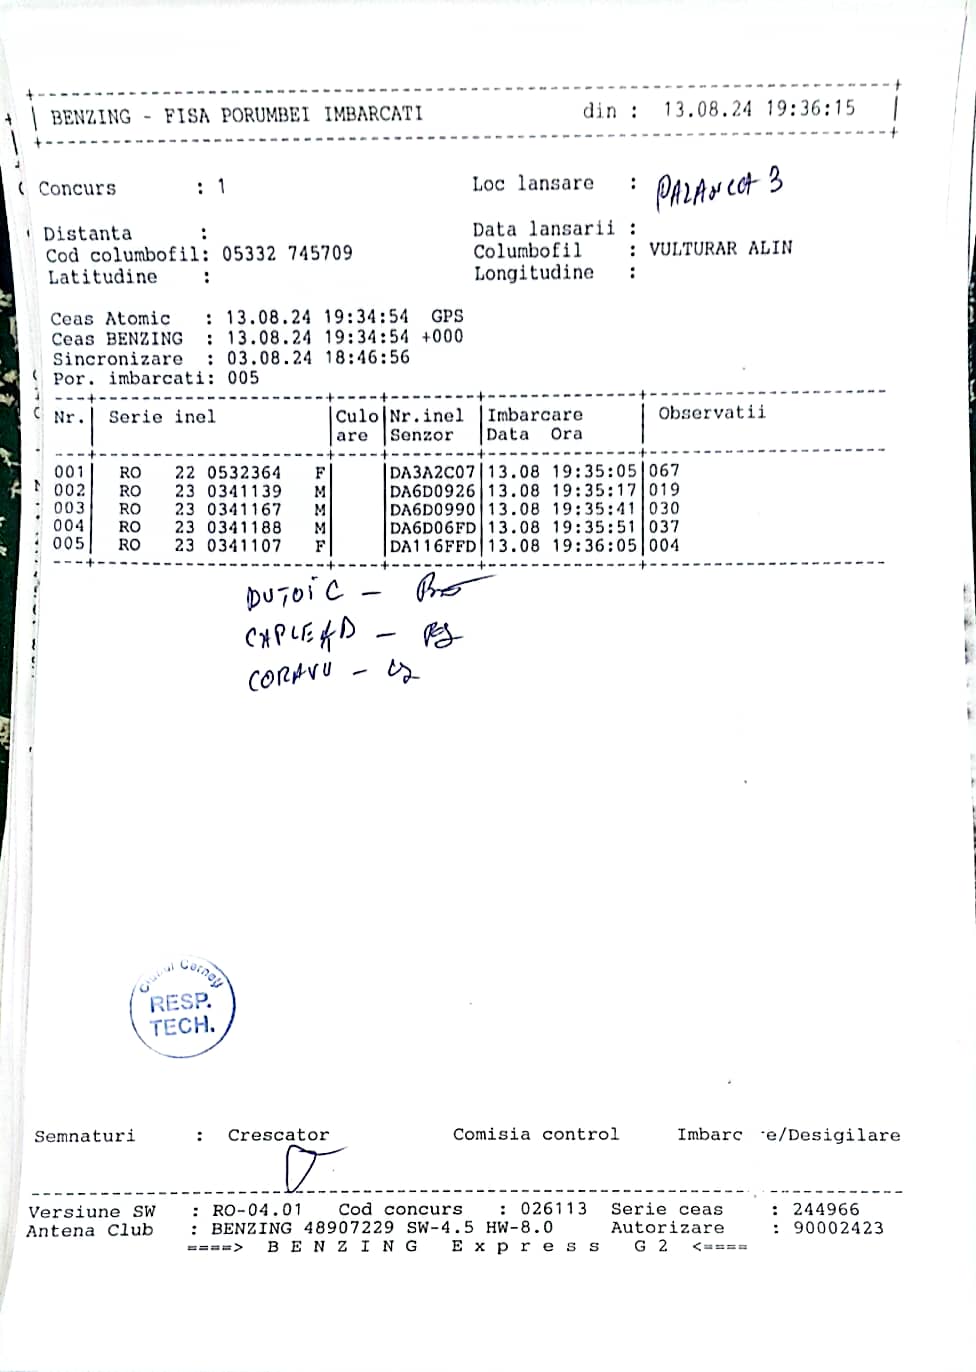 BENZING - FISA PORUMBEI IMBARCATI din : 13.08.24 19:36:15
Concurs : 1 Loc lansare : PALANCA 3
Distanta : Data lansarii :
Cod columbofil: 05332 745709 Columbofil : VULTURAR ALIN
Latitudine : Longitudine :
Ceas Atomic : 13.08.24 19:34:54 GPS
Ceas BENZING : 13.08.24 19:34:54 +000
Sincronizare : 03.08.24 18:46:56
Por. imbarcati: 005
Nr. Serie inel Culo Nr.inel Imbarcare Observatii
are Senzor Data Ora
001 RO 22 0532364 F DA3A2C07 13.08 19:35:05 067
002 RO 23 0341139 M DA6D0926 13.08 19:35:17 019
003 RO 23 0341167 M DA6D0990 13.08 19:35:41 030
004 RO 23 0341188 M DA6D06FD 13.08 19:35:51 037
005 RO 23 0341107 F DA116FFD 13.08 19:36:05 004
DUTOIC -
-
CORAVU -
RESP.
TECH.
Semnaturi : Crescator Comisia control Imbarc e/Desigilare
Versiune SW : RO-04.01 Cod concurs : 026113 Serie ceas : 244966
Antena Club : BENZING 48907229 SW-4.5 HW-8.0 Autorizare : 90002423
====> B E N Z I N G E x p r e s s G 2 <====